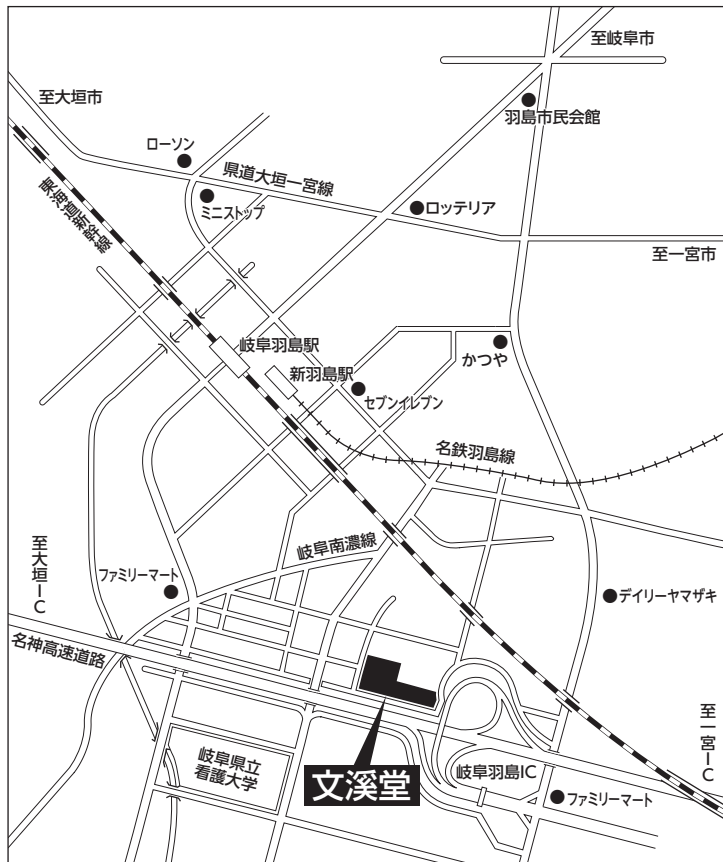 至岐阜市
至大垣市
羽島市民会館
ローソン
県道大垣一宮線
東海道新幹線
ミニストップ
ロッテリア
至一宮市
岐阜羽島駅
かつや
新羽島駅
セブンイレブン
名鉄羽島線
至大垣IC
岐阜南濃線
ファミリーマート
デイリーヤマザキ
名神高速道路
至一宮IC
岐阜県立
看護大学
文溪堂
岐阜羽島IC
ファミリーマート